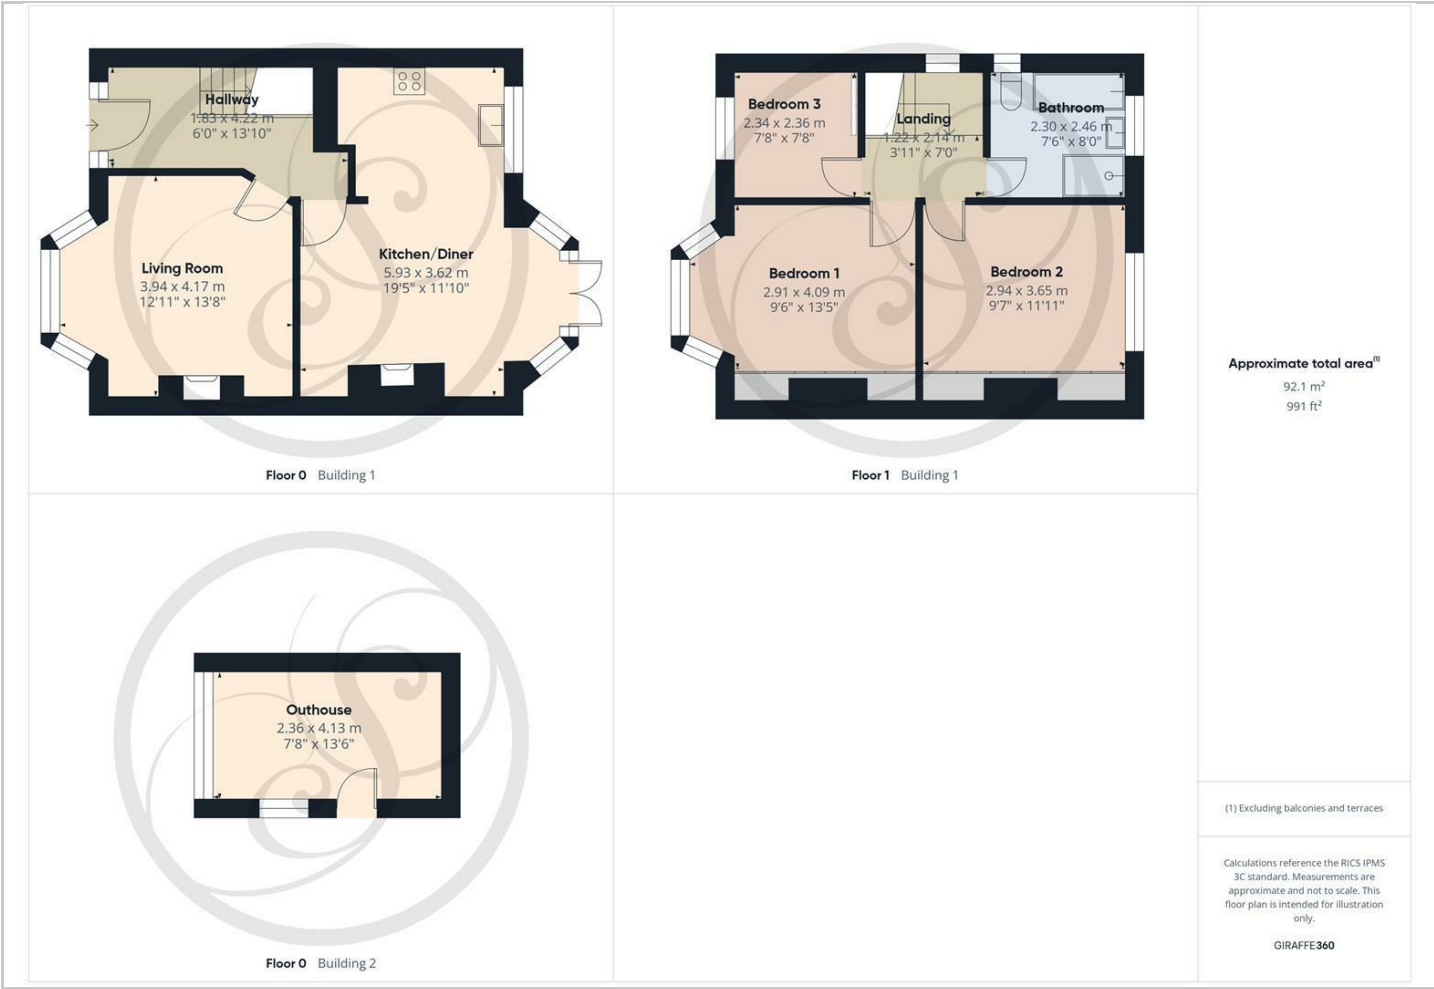 Hallway
1.83 x 4.22 m
6'0" x 13'10"
Living Room
3.94 x 4.17 m
12'11" x 13'8"
Kitchen/Diner
5.93 x 3.62 m
19'5" x 11'10"
Floor 0 Building 1
Bedroom 3
2.34 x 2.36 m
7'8" x 7'8"
Landing
1.22 x 2.14 m
3'11" x 7'0"
Bathroom
2.30 x 2.46 m
7'6" x 8'0"
Bedroom 1
2.91 x 4.09 m
9'6" x 13'5"
Bedroom 2
2.94 x 3.65 m
9'7" x 11'11"
Floor 1 Building 1
Outhouse
2.36 x 4.13 m
7'8" x 13'6"
Floor 0 Building 2
Approximate total area⁽¹⁾
92.1 m²
991 ft²
(1) Excluding balconies and terraces
Calculations reference the RICS IPMS
3C standard. Measurements are
approximate and not to scale. This
floor plan is intended for illustration
only.
GIRAFFE360